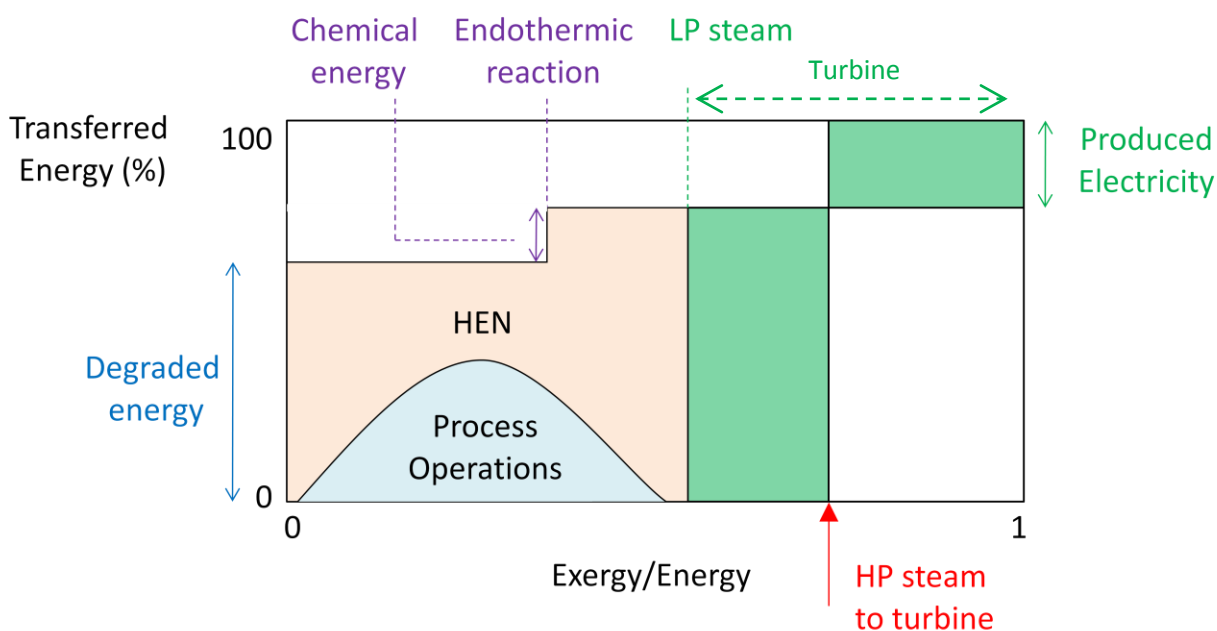 Chemical
energy
Endothermic
reaction
LP steam
Turbine
Transferred
Energy (%)
100
Produced
Electricity
HEN
Degraded
energy
Process
Operations
0
0
1
Exergy/Energy
HP steam
to turbine